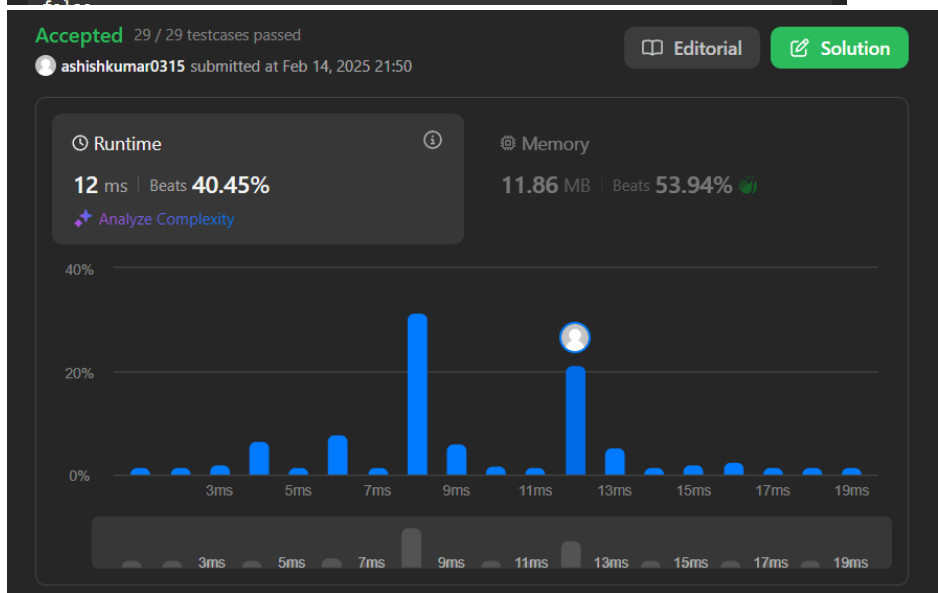 false
Accepted 29 / 29 testcases passed
ashishkumar0315 submitted at Feb 14, 2025 21:50
Editorial
Solution
Runtime
12 ms | Beats 40.45%
Analyze Complexity
Memory
11.86 MB | Beats 53.94%
40%
20%
0%
3ms 5ms 7ms 9ms 11ms 13ms 15ms 17ms 19ms
3ms 5ms 7ms 9ms 11ms 13ms 15ms 17ms 19ms